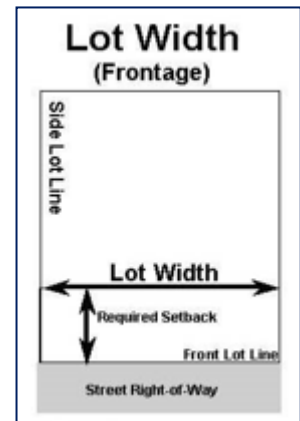 Lot Width
(Frontage)
Side Lot Line
Lot Width
Required Setback
Front Lot Line
Street Right-of-Way